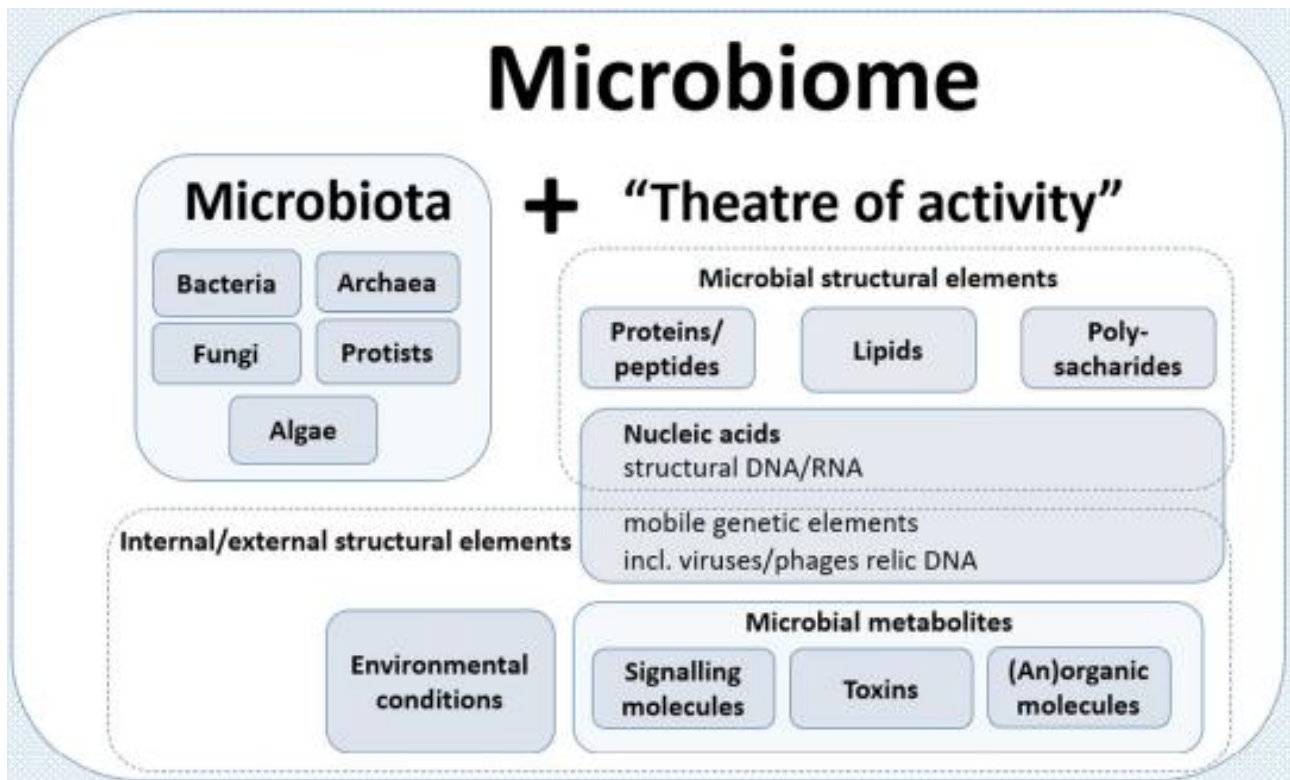 Microbiome
Microbiota
+
“Theatre of activity”
Bacteria
Archaea
Fungi
Protists
Algae
Microbial structural elements
Proteins/
peptides
Lipids
Poly-
sacharides
Nucleic acids
structural DNA/RNA
mobile genetic elements
incl. viruses/phages relic DNA
Internal/external structural elements
Environmental
conditions
Microbial metabolites
Signalling
molecules
Toxins
(An)organic
molecules